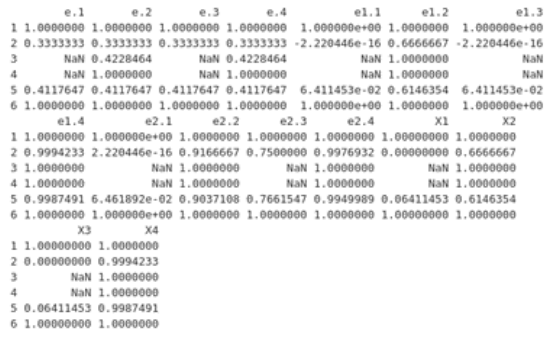 e.1 e.2 e.3 e.4 e1.1 e1.2 e1.3
1 1.0000000 1.0000000 1.0000000 1.0000000 1.000000e+00 1.0000000 1.000000e+00
2 0.3333333 0.3333333 0.3333333 0.3333333 -2.220446e-16 0.6666667 -2.220446e-16
3 NaN 0.4228464 NaN 0.4228464 NaN 1.0000000 NaN
4 NaN 1.0000000 NaN 1.0000000 NaN 1.0000000 NaN
5 0.4117647 0.4117647 0.4117647 0.4117647 6.411453e-02 0.6146354 6.411453e-02
6 1.0000000 1.0000000 1.0000000 1.0000000 1.000000e+00 1.0000000 1.000000e+00
e1.4 e2.1 e2.2 e2.3 e2.4 X1 X2
1 1.0000000 1.000000e+00 1.0000000 1.0000000 1.0000000 1.00000000 1.0000000
2 0.9994233 2.220446e-16 0.9166667 0.7500000 0.9976932 0.00000000 0.6666667
3 1.0000000 NaN 1.0000000 NaN 1.0000000 NaN 1.0000000
4 1.0000000 NaN 1.0000000 NaN 1.0000000 NaN 1.0000000
5 0.9987491 6.461892e-02 0.9037108 0.7661547 0.9949989 0.06411453 0.6146354
6 1.0000000 1.000000e+00 1.0000000 1.0000000 1.0000000 1.00000000 1.0000000
X3 X4
1 1.00000000 1.0000000
2 0.00000000 0.9994233
3 NaN 1.0000000
4 NaN 1.0000000
5 0.06411453 0.9987491
6 1.00000000 1.0000000